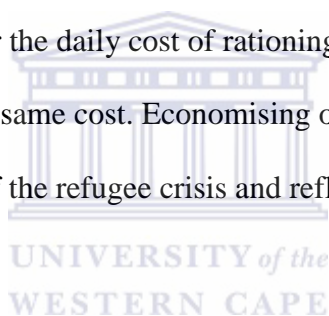 the daily cost of rationing
same cost. Economising o
the refugee crisis and refl
UNIVERSITY of the
WESTERN CAPE